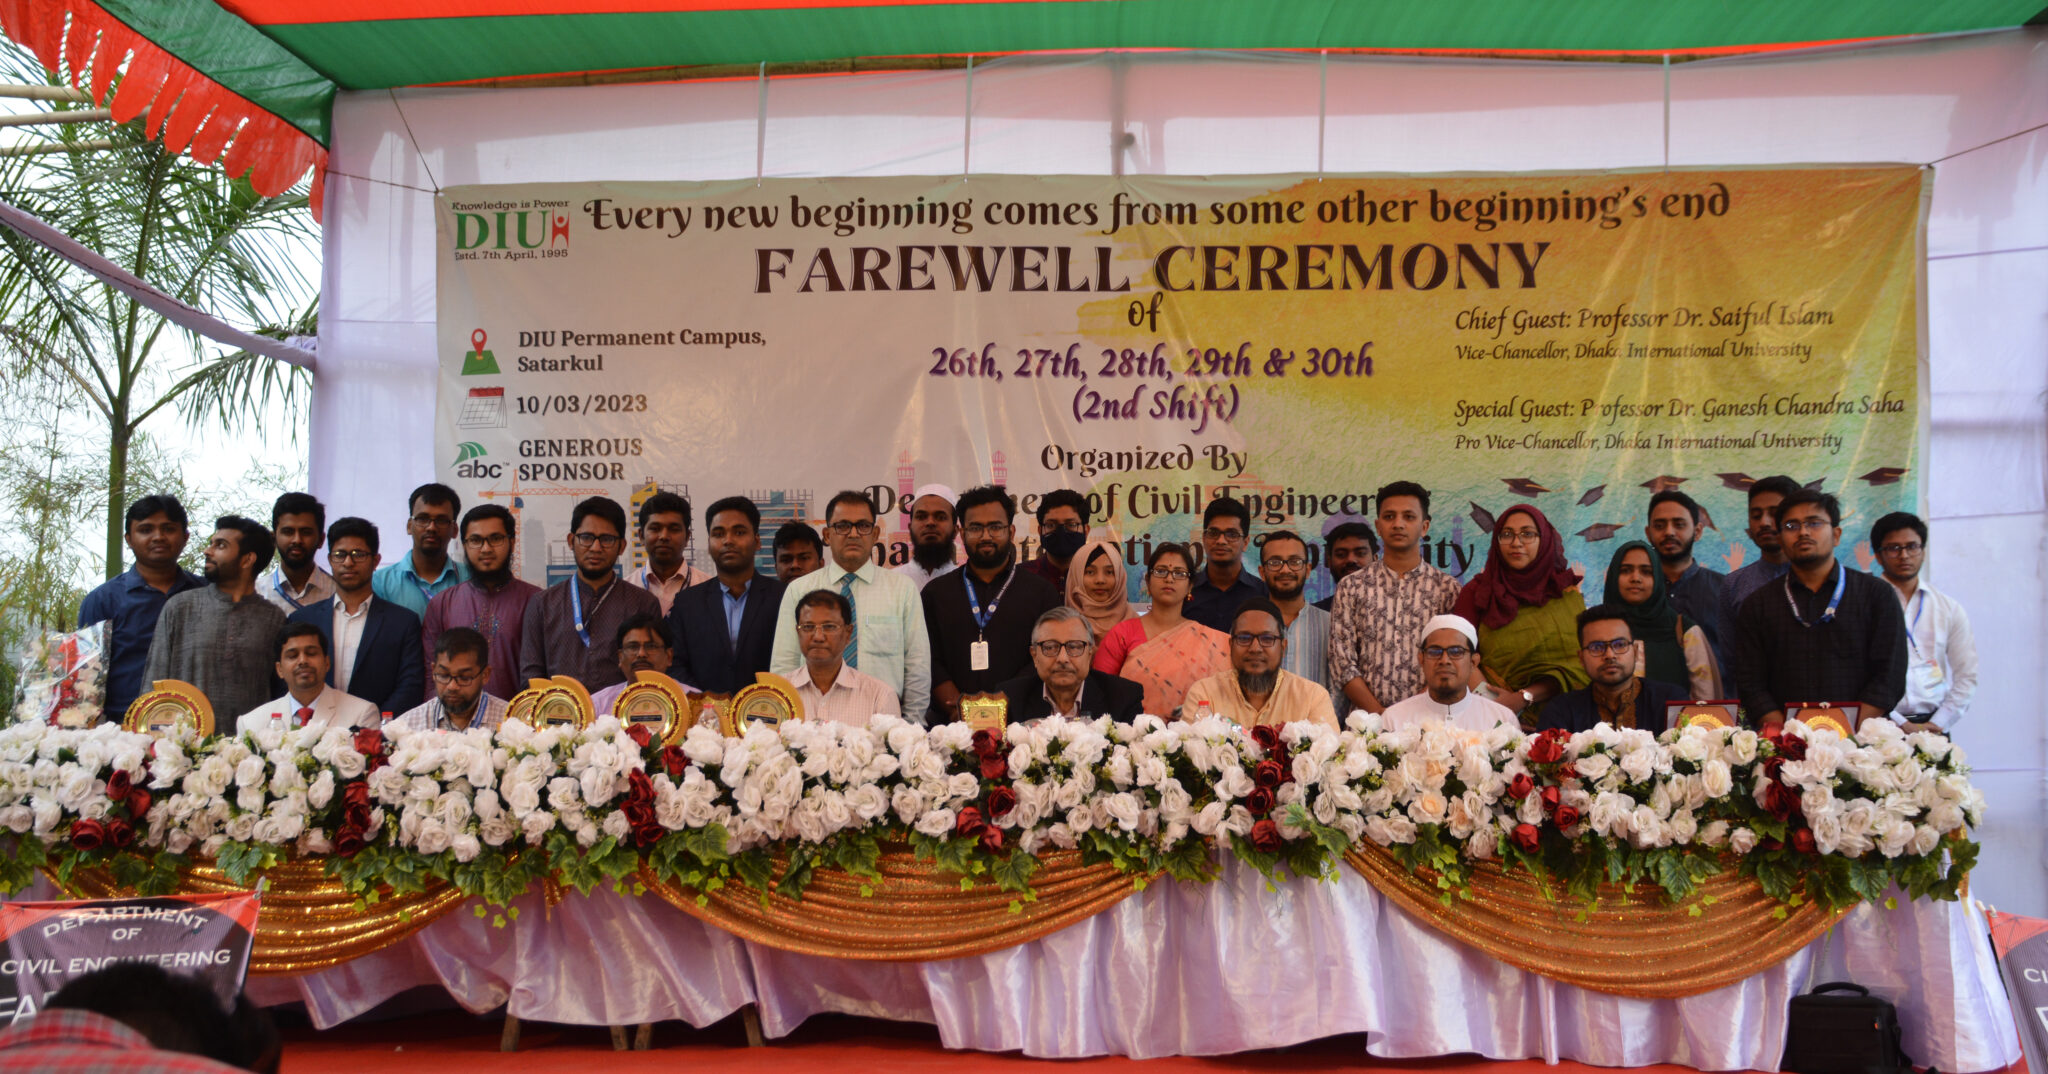 Knowledge is Power
DIU
Estd. 7th April, 1995
Every new beginning comes from some other beginning's end
FAREWELL CEREMONY
of
26th, 27th, 28th, 29th & 30th
(2nd Shift)
Organized By
of Civil Engineering
DIU Permanent Campus,
Satarkul
10/03/2023
abc
GENEROUS
SPONSOR
Chief Guest: Professor Dr. Saiful Islam
Vice-Chancellor, Dhaka International University
Special Guest: Professor Dr. Ganesh Chandra Saha
Pro Vice-Chancellor, Dhaka International University
DEPARTMENT
OF
CIVIL ENGINEERING